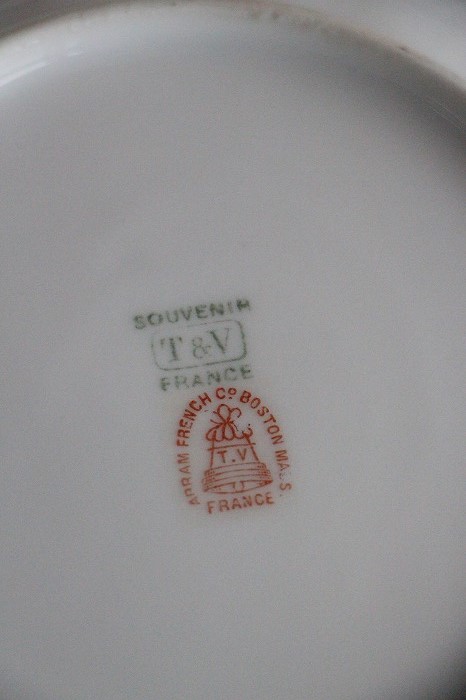 SOUVENIR
T & V
FRANCE
ABRAM FRENCH Co BOSTON MASS.
T.V
FRANCE